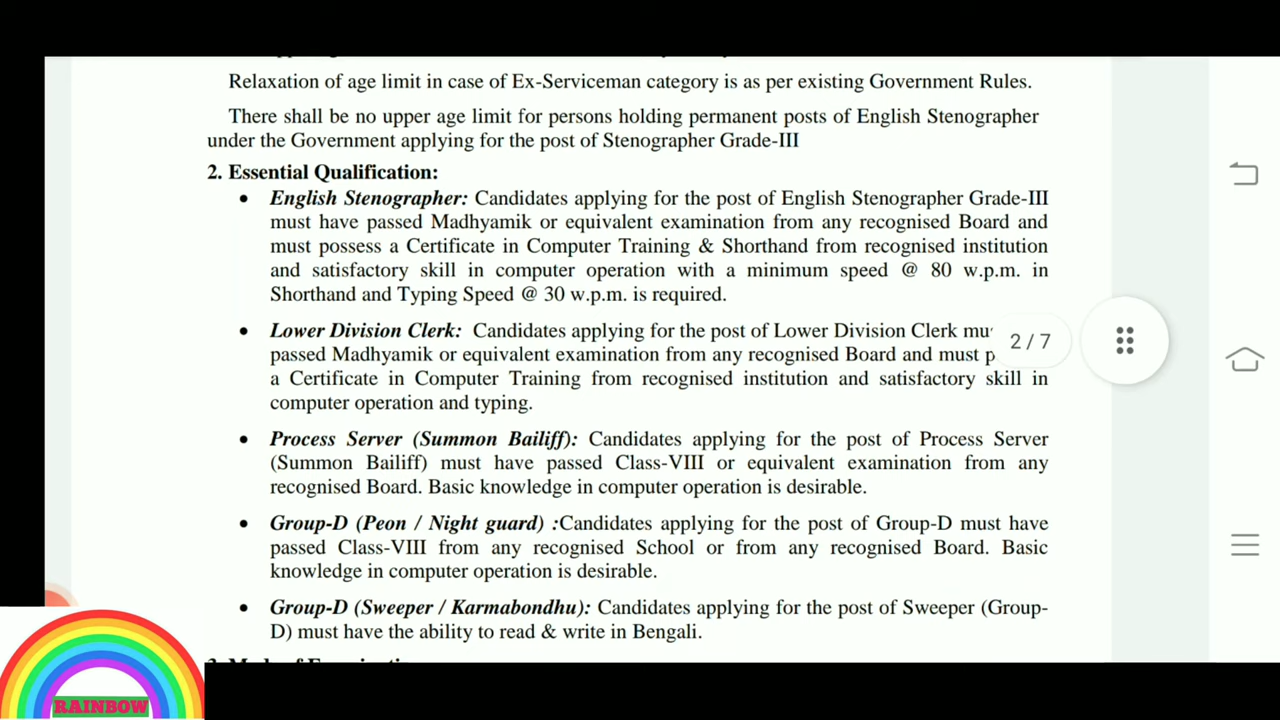 Relaxation of age limit in case of Ex-Serviceman category is as per existing Government Rules.
There shall be no upper age limit for persons holding permanent posts of English Stenographer
under the Government applying for the post of Stenographer Grade-III
2. Essential Qualification:
• English Stenographer: Candidates applying for the post of English Stenographer Grade-III
must have passed Madhyamik or equivalent examination from any recognised Board and
must possess a Certificate in Computer Training & Shorthand from recognised institution
and satisfactory skill in computer operation with a minimum speed @ 80 w.p.m. in
Shorthand and Typing Speed @ 30 w.p.m. is required.
• Lower Division Clerk: Candidates applying for the post of Lower Division Clerk
passed Madhyamik or equivalent examination from any recognised Board and must
2 / 7
a Certificate in Computer Training from recognised institution and satisfactory skill in
computer operation and typing.
• Process Server (Summon Bailiff): Candidates applying for the post of Process Server
(Summon Bailiff) must have passed Class-VIII or equivalent examination from any
recognised Board. Basic knowledge in computer operation is desirable.
• Group-D (Peon / Night guard) :Candidates applying for the post of Group-D must have
passed Class-VIII from any recognised School or from any recognised Board. Basic
knowledge in computer operation is desirable.
• Group-D (Sweeper / Karmabondhu): Candidates applying for the post of Sweeper (Group-
D) must have the ability to read & write in Bengali.
RAINBOW